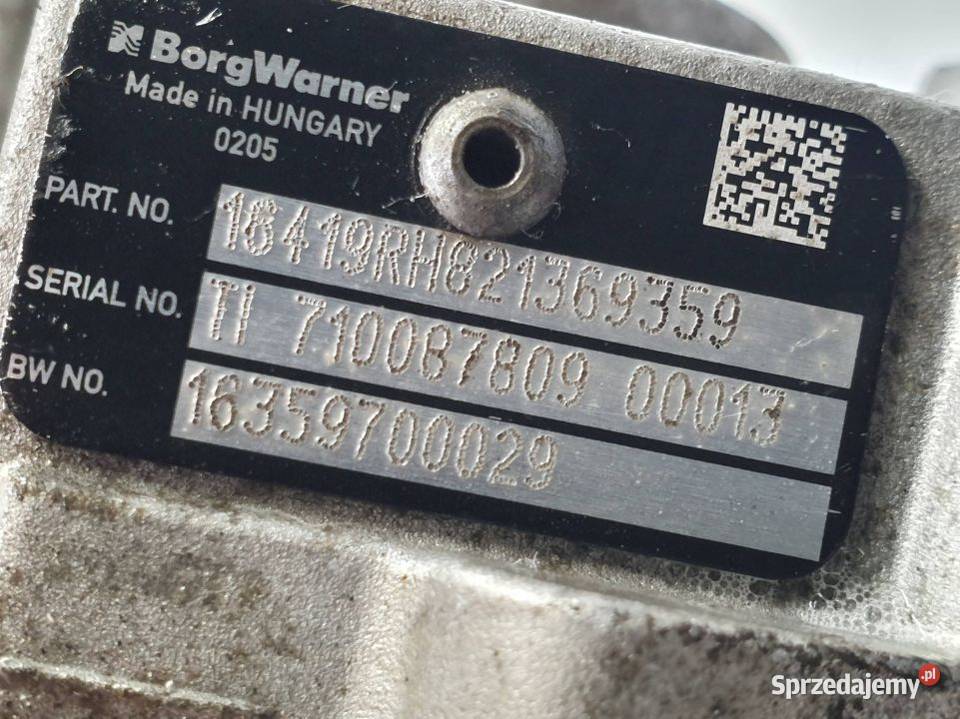 BorgWarner
Made in HUNGARY
0205
PART. NO.
16419RH821369359
SERIAL NO.
TI 710087809 00013
BW NO.
16359700029
Sprzedajemy.pl